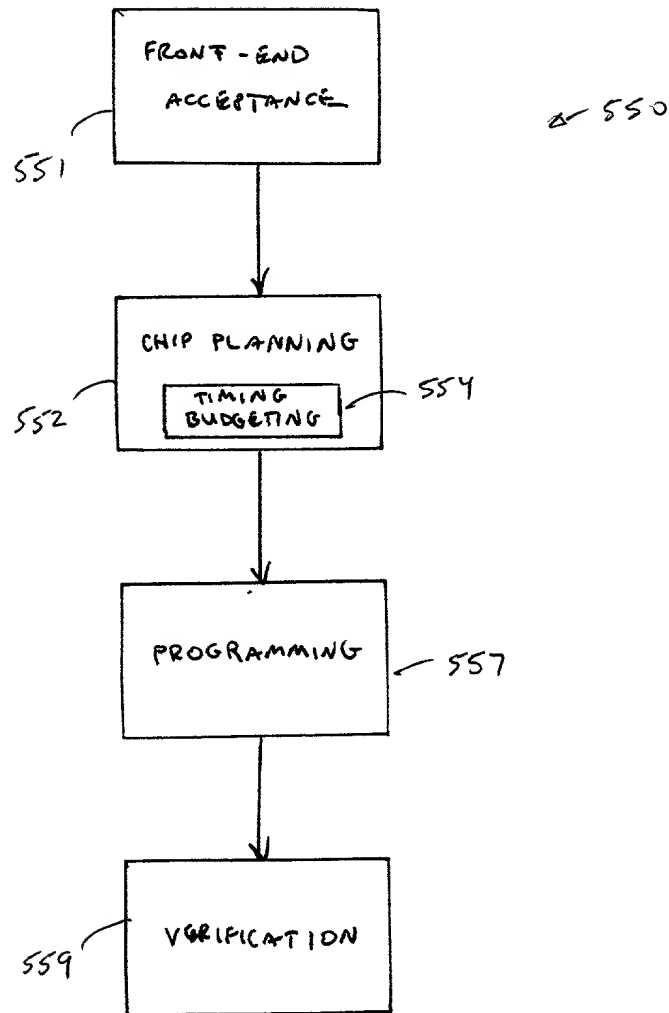 FRONT-END
ACCEPTANCE
550
551
CHIP PLANNING
TIMING
BUDGETING
554
552
PROGRAMMING
557
VERIFICATION
559